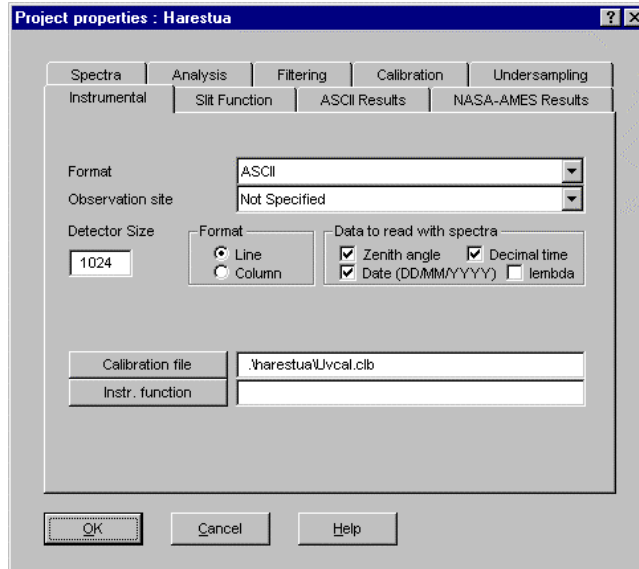 Project properties : Harestua
Spectra Analysis Filtering Calibration Undersampling
Instrumental Slit Function ASCII Results NASA-AMES Results
Format ASCII
Observation site Not Specified
Detector Size Format Data to read with spectra
1024 Line Zenith angle Decimal time
Column Date (DD/MM/YYYY) lembda
Calibration file .\harestua\Uvcal.clb
Instr. function
OK Cancel Help